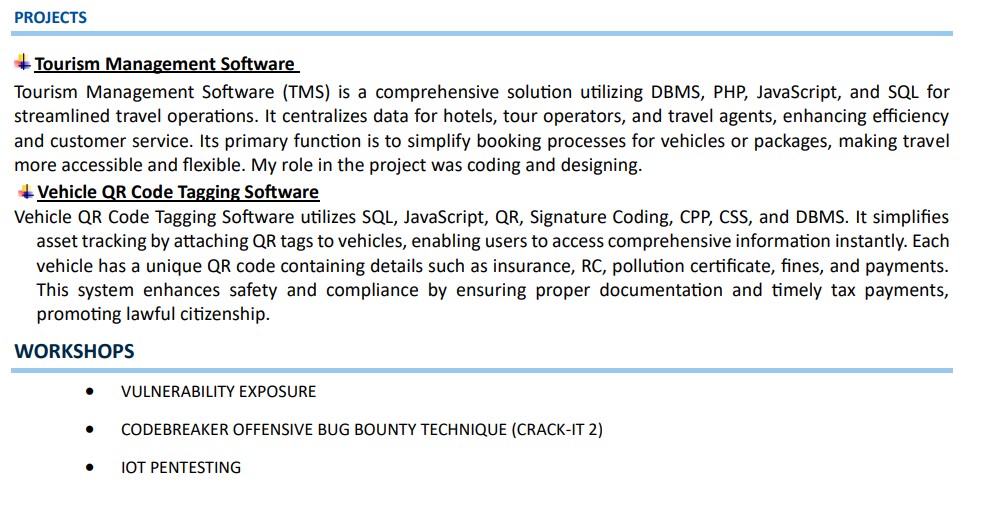 PROJECTS
Tourism Management Software
Tourism Management Software (TMS) is a comprehensive solution utilizing DBMS, PHP, JavaScript, and SQL for
streamlined travel operations. It centralizes data for hotels, tour operators, and travel agents, enhancing efficiency
and customer service. Its primary function is to simplify booking processes for vehicles or packages, making travel
more accessible and flexible. My role in the project was coding and designing.
Vehicle QR Code Tagging Software
Vehicle QR Code Tagging Software utilizes SQL, JavaScript, QR, Signature Coding, CPP, CSS, and DBMS. It simplifies
asset tracking by attaching QR tags to vehicles, enabling users to access comprehensive information instantly. Each
vehicle has a unique QR code containing details such as insurance, RC, pollution certificate, fines, and payments.
This system enhances safety and compliance by ensuring proper documentation and timely tax payments,
promoting lawful citizenship.
WORKSHOPS
• VULNERABILITY EXPOSURE
• CODEBREAKER OFFENSIVE BUG BOUNTY TECHNIQUE (CRACK-IT 2)
• IOT PENTESTING